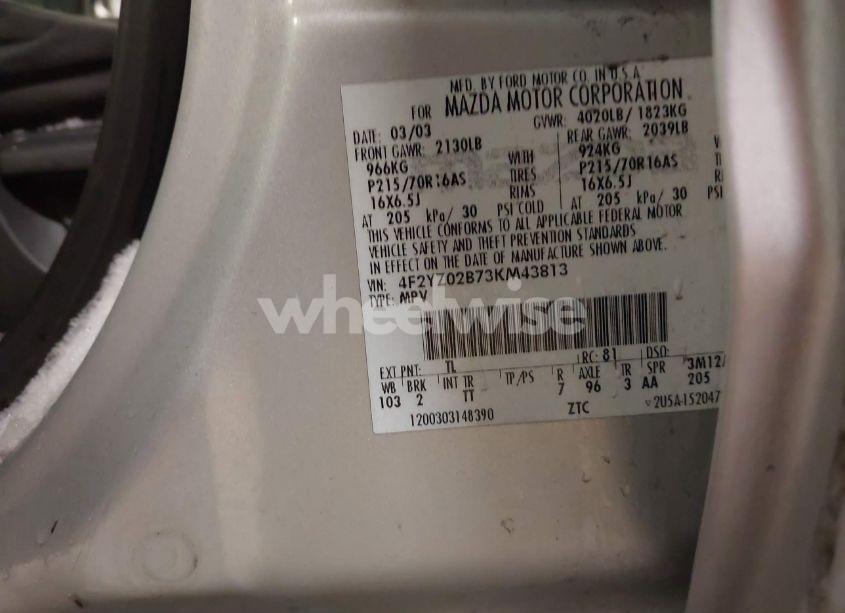 MFD. BY FORD MOTOR CO. IN U.S.A.
FOR MAZDA MOTOR CORPORATION
DATE: 03/03 GVWR: 4020LB/ 1823KG
FRONT GAWR: 2130LB REAR GAWR: 2039LB
966KG WITH 924KG
P215/70R16AS TIRES P215/70R16AS
16X6.5J RIMS 16X6.5J
AT 205 kPa/ 30 PSI COLD AT 205 kPa/ 30 PSI
THIS VEHICLE CONFORMS TO ALL APPLICABLE FEDERAL MOTOR
VEHICLE SAFETY AND THEFT PREVENTION STANDARDS
IN EFFECT ON THE DATE OF MANUFACTURE SHOWN ABOVE.
VIN: 4F2YZ02B73KM43813
TYPE: MPV
wheelwise
EXT PNT: TL RC: 81 DSO:
WB BRK INT TR TP/PS R AXLE TR SPR 3M12/
103 2 TT 7 96 3 AA 205
1200303148390 ZTC 2U5A-152047